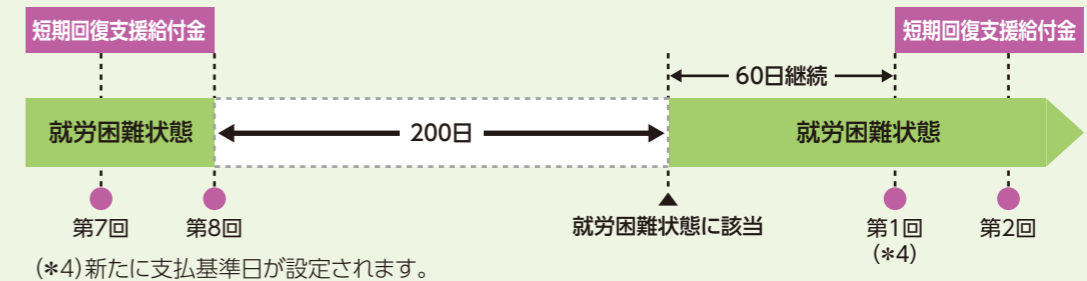 短期回復支援給付金
短期回復支援給付金
60日継続
就労困難状態
200日
就労困難状態
第7回
第8回
就労困難状態に該当
第1回
(*4)
第2回
(*4)新たに支払基準日が設定されます。